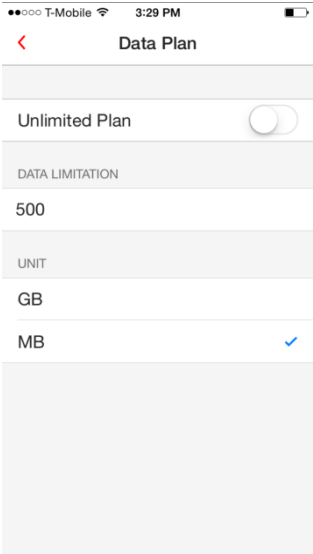 T-Mobile 3:29 PM
Data Plan
Unlimited Plan
DATA LIMITATION
500
UNIT
GB
MB